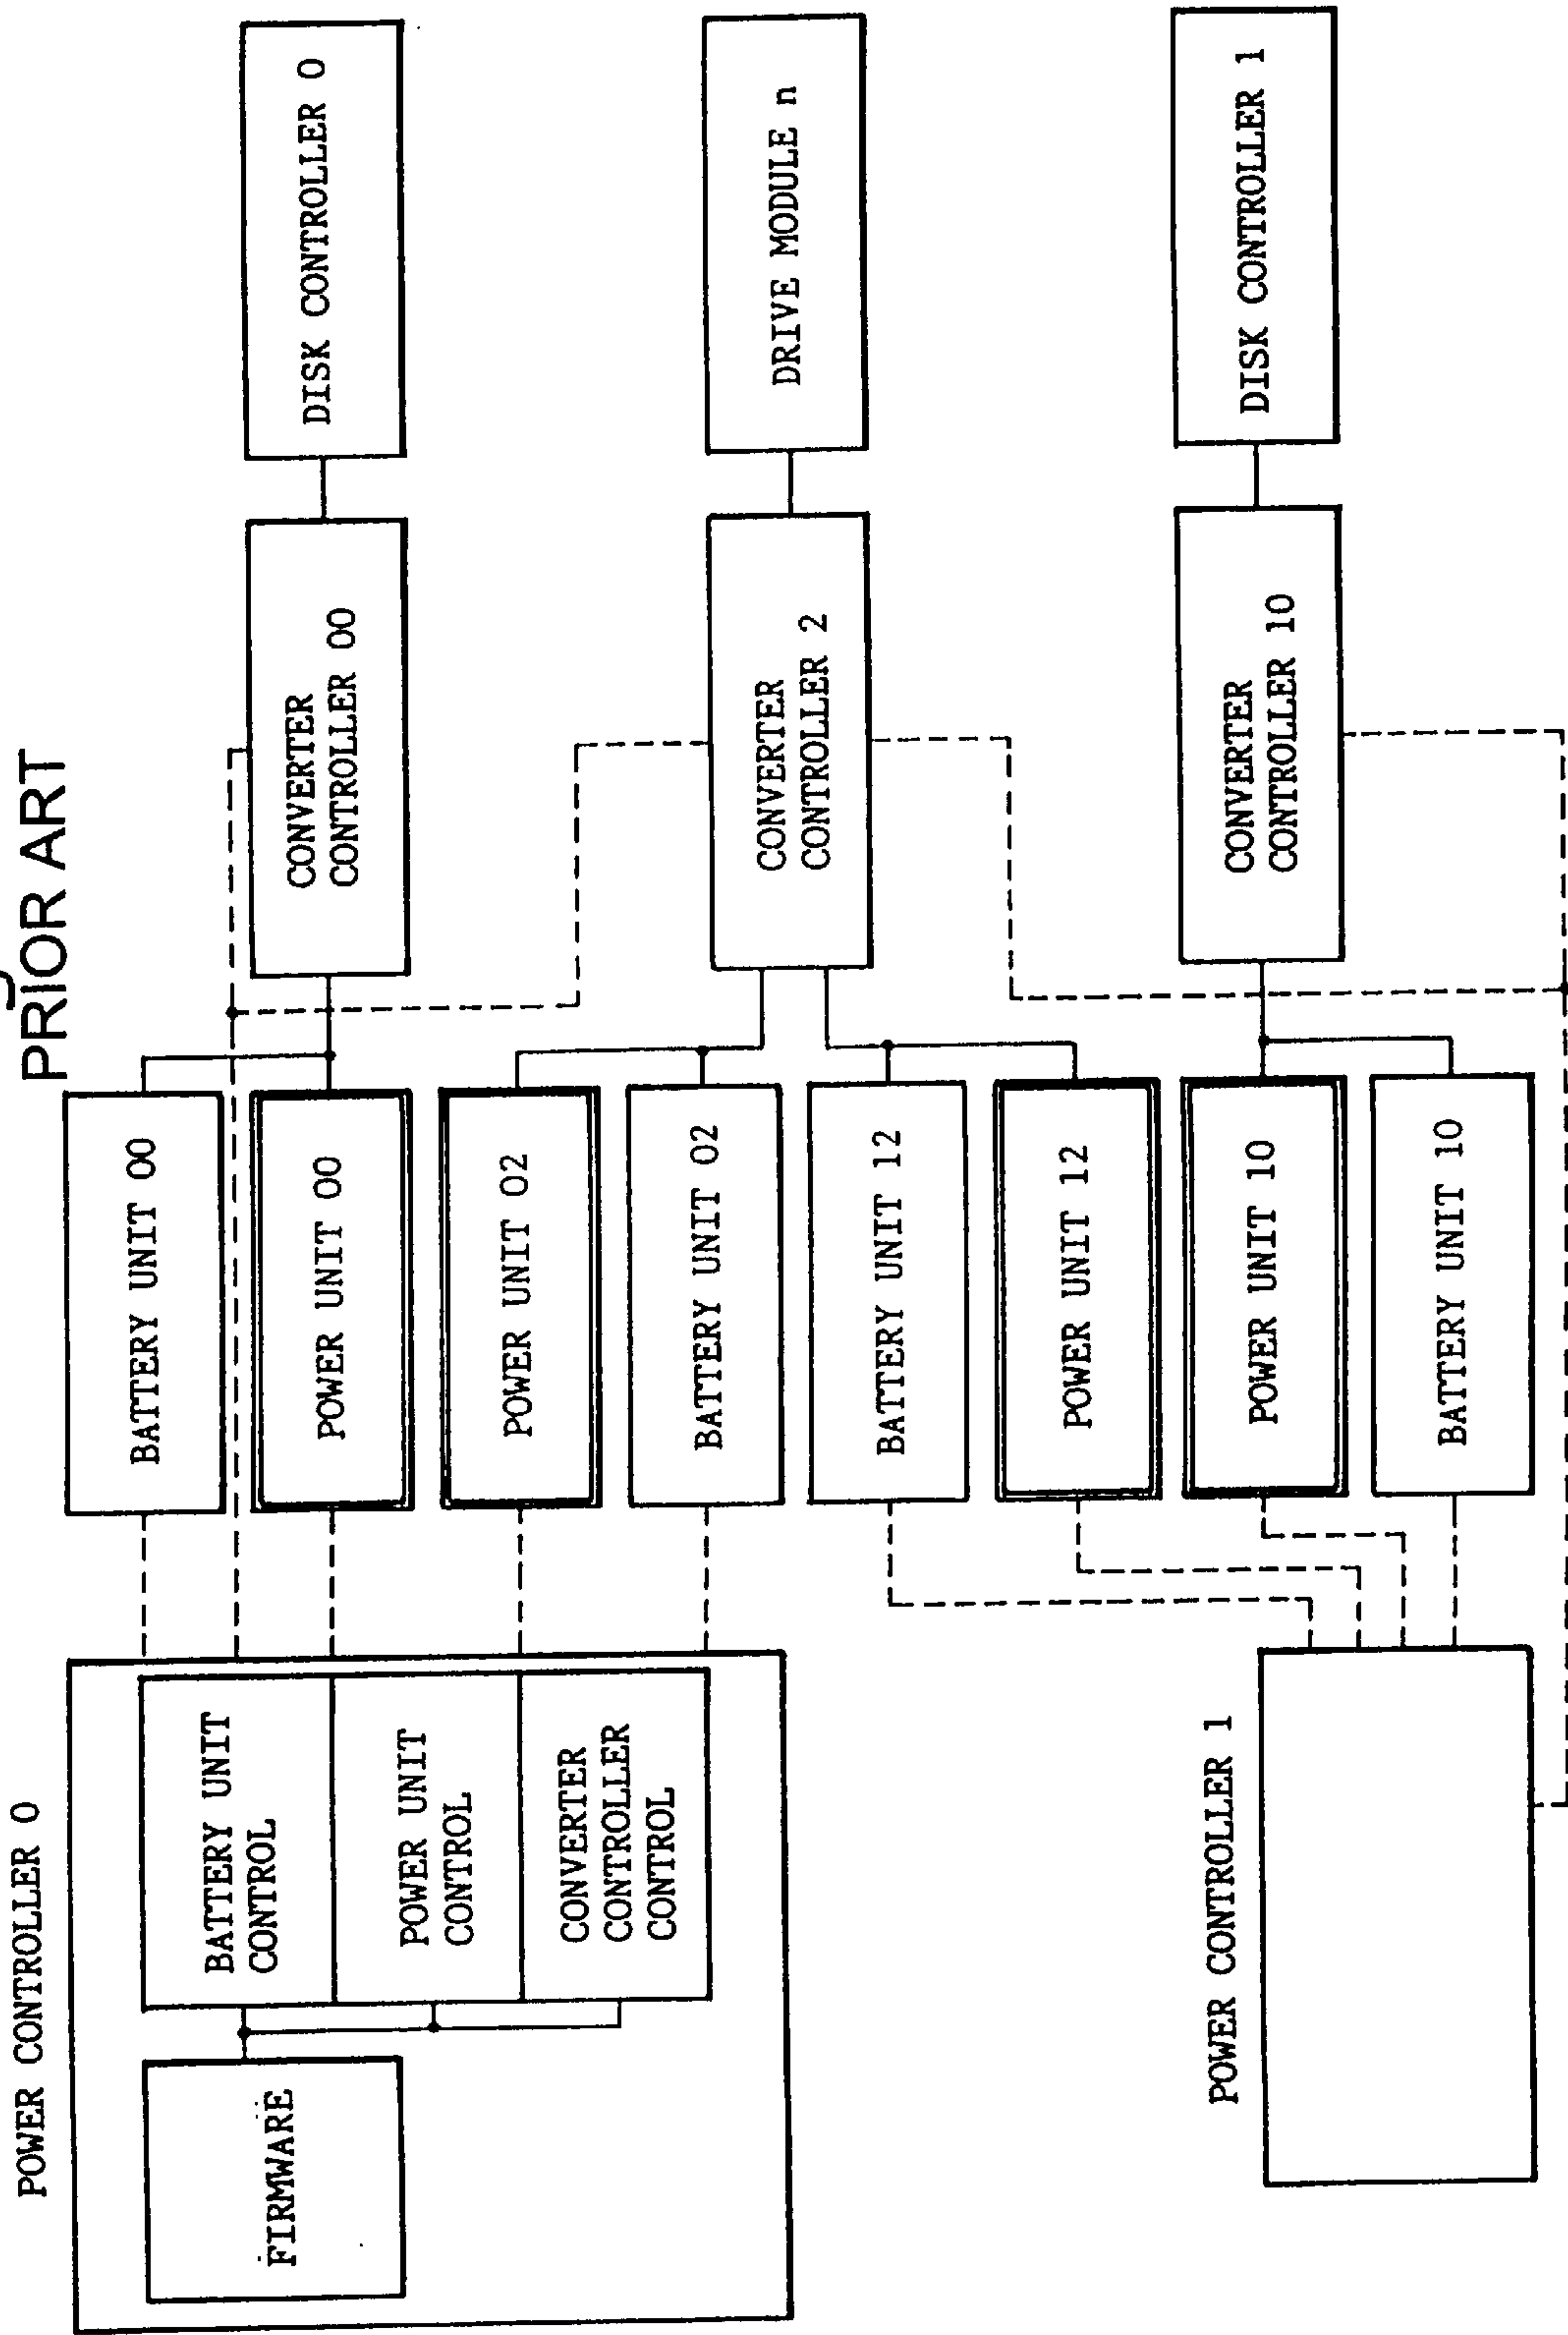 PRIOR ART
POWER CONTROLLER 0
FIRMWARE
BATTERY UNIT
CONTROL
POWER UNIT
CONTROL
CONVERTER
CONTROLLER
CONTROL
BATTERY UNIT 00
POWER UNIT 00
POWER UNIT 02
BATTERY UNIT 02
BATTERY UNIT 12
POWER UNIT 12
POWER UNIT 10
BATTERY UNIT 10
CONVERTER
CONTROLLER 00
CONVERTER
CONTROLLER 2
CONVERTER
CONTROLLER 10
DISK CONTROLLER 0
DRIVE MODULE n
DISK CONTROLLER 1
POWER CONTROLLER 1